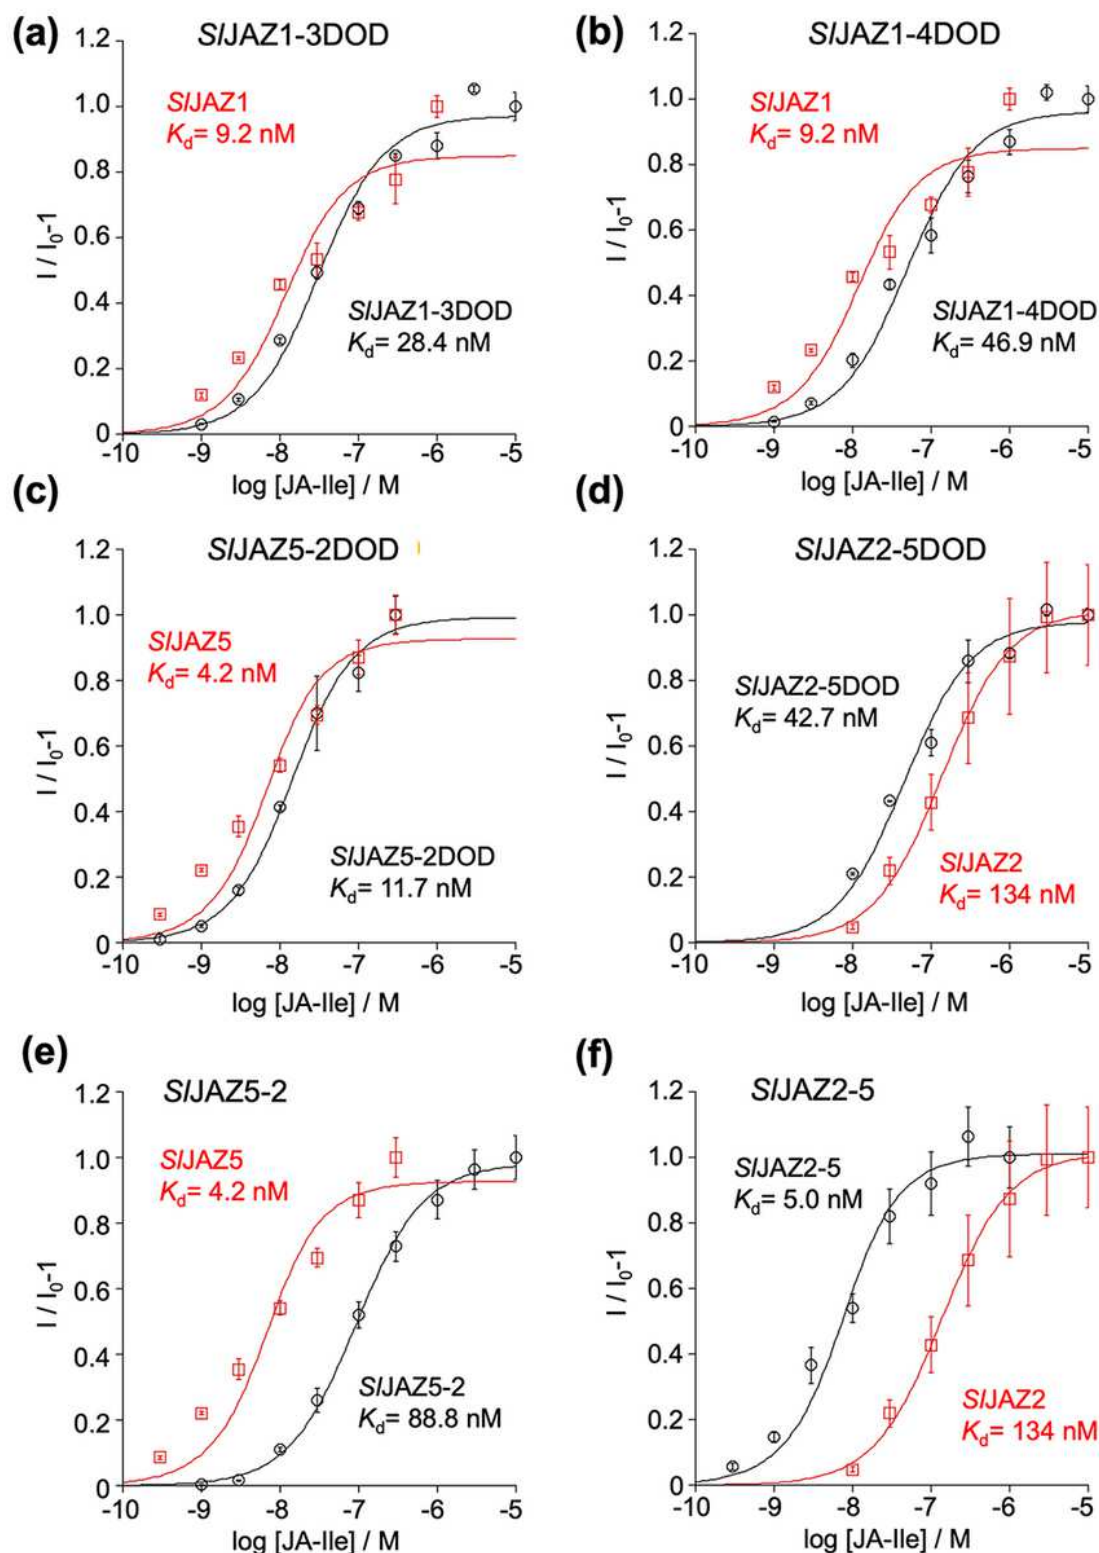 (a)
SlJAZ1-3DOD
1.2
1.0
0.8
0.6
0.4
0.2
0
I / I0-1
SlJAZ1
Kd= 9.2 nM
SlJAZ1-3DOD
Kd= 28.4 nM
-10 -9 -8 -7 -6 -5
log [JA-Ile] / M
(b)
SlJAZ1-4DOD
1.2
1.0
0.8
0.6
0.4
0.2
0
I / I0-1
SlJAZ1
Kd= 9.2 nM
SlJAZ1-4DOD
Kd= 46.9 nM
-10 -9 -8 -7 -6 -5
log [JA-Ile] / M
(c)
SlJAZ5-2DOD
1.2
1.0
0.8
0.6
0.4
0.2
0
I / I0-1
SlJAZ5
Kd= 4.2 nM
SlJAZ5-2DOD
Kd= 11.7 nM
-10 -9 -8 -7 -6 -5
log [JA-Ile] / M
(d)
SlJAZ2-5DOD
1.2
1.0
0.8
0.6
0.4
0.2
0
I / I0-1
SlJAZ2-5DOD
Kd= 42.7 nM
SlJAZ2
Kd= 134 nM
-10 -9 -8 -7 -6 -5
log [JA-Ile] / M
(e)
SlJAZ5-2
1.2
1.0
0.8
0.6
0.4
0.2
0
I / I0-1
SlJAZ5
Kd= 4.2 nM
SlJAZ5-2
Kd= 88.8 nM
-10 -9 -8 -7 -6 -5
log [JA-Ile] / M
(f)
SlJAZ2-5
1.2
1.0
0.8
0.6
0.4
0.2
0
I / I0-1
SlJAZ2-5
Kd= 5.0 nM
SlJAZ2
Kd= 134 nM
-10 -9 -8 -7 -6 -5
log [JA-Ile] / M